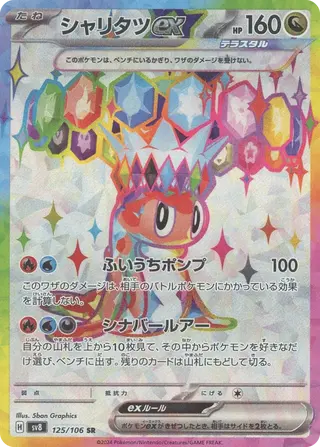 たね
シャリタツex
HP 160
テラスタル
このポケモンは、ベンチにいるかぎり、ワザのダメージを受けない。
ふいうちポンプ 100
このワザのダメージは、相手のバトルポケモンにかかっている効果
を計算しない。
シナバールアー
自分の山札を上から10枚見て、その中からポケモンを好きなだ
け選び、ベンチに出す。残りのカードは山札にもどして切る。
弱点 抵抗力 にげる
exルール
ポケモンexがきぜつしたとき、相手はサイドを2枚とる。
Illus. 5ban Graphics
H sv8 125/106 SR
©2024 Pokémon/Nintendo/Creatures/GAME FREAK.